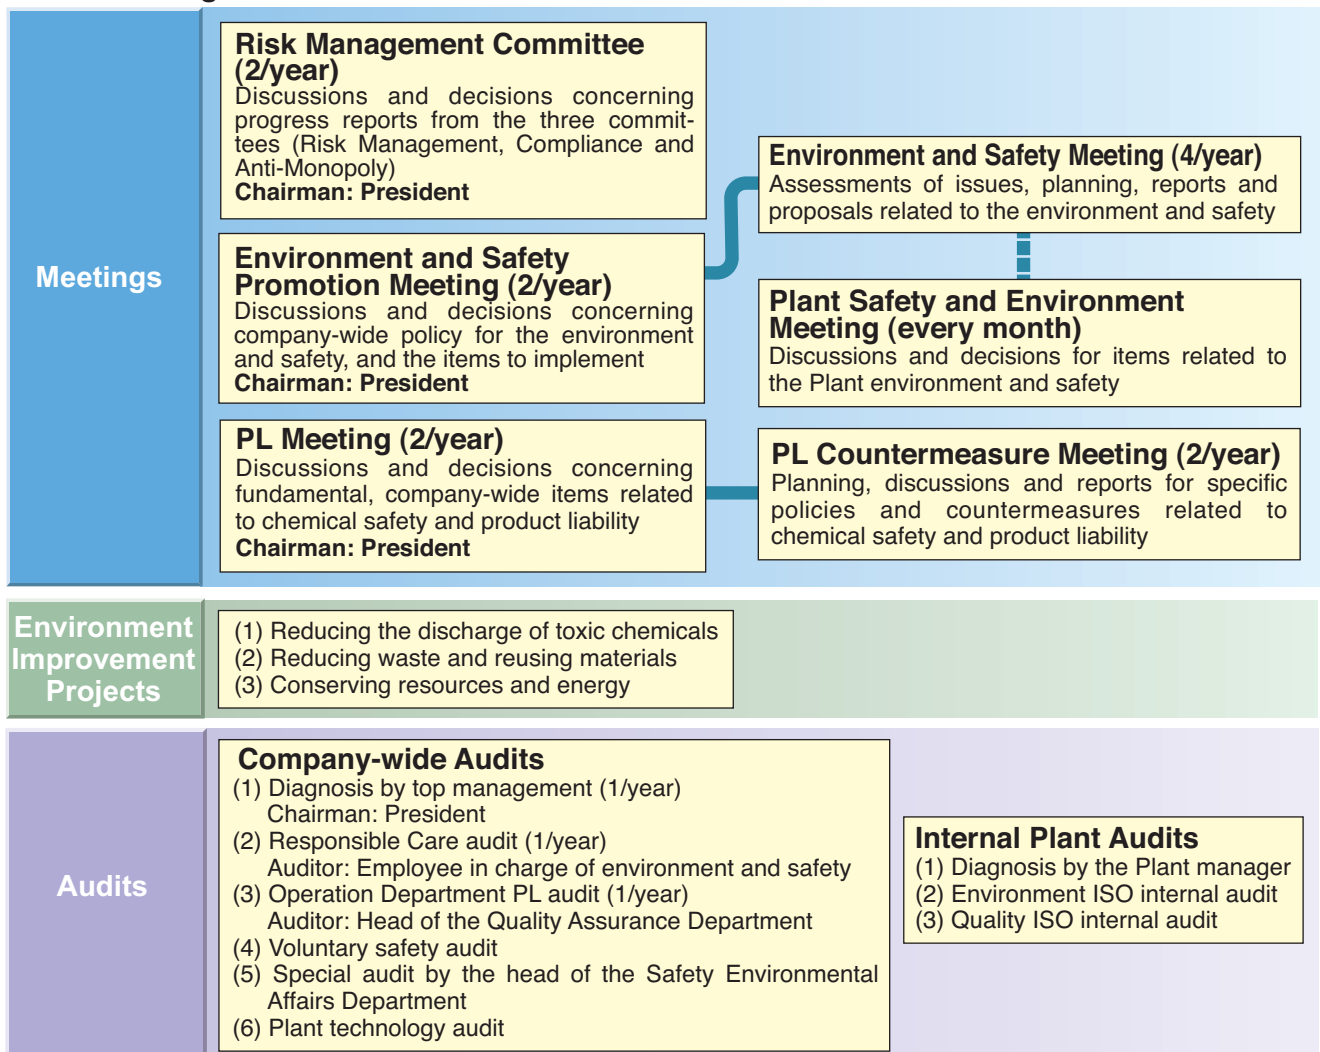 Meetings
Risk Management Committee
(2/year)
Discussions and decisions concerning
progress reports from the three commit-
tees (Risk Management, Compliance and
Anti-Monopoly)
Chairman: President
Environment and Safety
Promotion Meeting (2/year)
Discussions and decisions concerning
company-wide policy for the environment
and safety, and the items to implement
Chairman: President
PL Meeting (2/year)
Discussions and decisions concerning
fundamental, company-wide items related
to chemical safety and product liability
Chairman: President
Environment and Safety Meeting (4/year)
Assessments of issues, planning, reports and
proposals related to the environment and safety
Plant Safety and Environment
Meeting (every month)
Discussions and decisions for items related to
the Plant environment and safety
PL Countermeasure Meeting (2/year)
Planning, discussions and reports for specific
policies and countermeasures related to
chemical safety and product liability
Environment
Improvement
Projects
(1) Reducing the discharge of toxic chemicals
(2) Reducing waste and reusing materials
(3) Conserving resources and energy
Audits
Company-wide Audits
(1) Diagnosis by top management (1/year)
Chairman: President
(2) Responsible Care audit (1/year)
Auditor: Employee in charge of environment and safety
(3) Operation Department PL audit (1/year)
Auditor: Head of the Quality Assurance Department
(4) Voluntary safety audit
(5) Special audit by the head of the Safety Environmental
Affairs Department
(6) Plant technology audit
Internal Plant Audits
(1) Diagnosis by the Plant manager
(2) Environment ISO internal audit
(3) Quality ISO internal audit